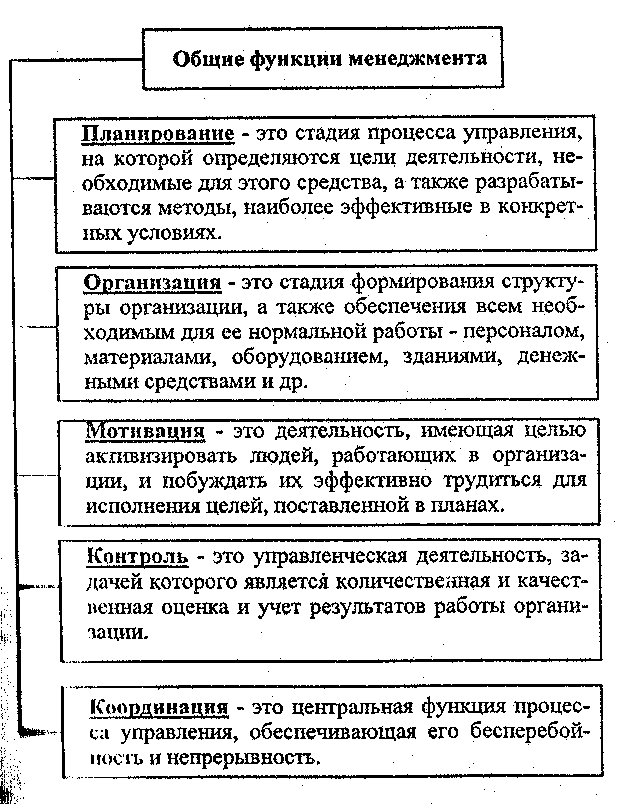 Общие функции менеджмента
Планирование - это стадия процесса управления,
на которой определяются цели деятельности, не-
обходимые для этого средства, а также разрабаты-
ваются методы, наиболее эффективные в конкрет-
ных условиях.
Организация - это стадия формирования структу-
ры организации, а также обеспечения всем необ-
ходимым для ее нормальной работы - персоналом,
материалами, оборудованием, зданиями, денеж-
ными средствами и др.
Мотивация - это деятельность, имеющая целью
активизировать людей, работающих в организа-
ции, и побуждать их эффективно трудиться для
исполнения целей, поставленной в планах.
Контроль - это управленческая деятельность, за-
дачей которого является количественная и качест-
венная оценка и учет результатов работы органи-
зации.
Координация - это центральная функция процес-
са управления, обеспечивающая его бесперебой-
ность и непрерывность.